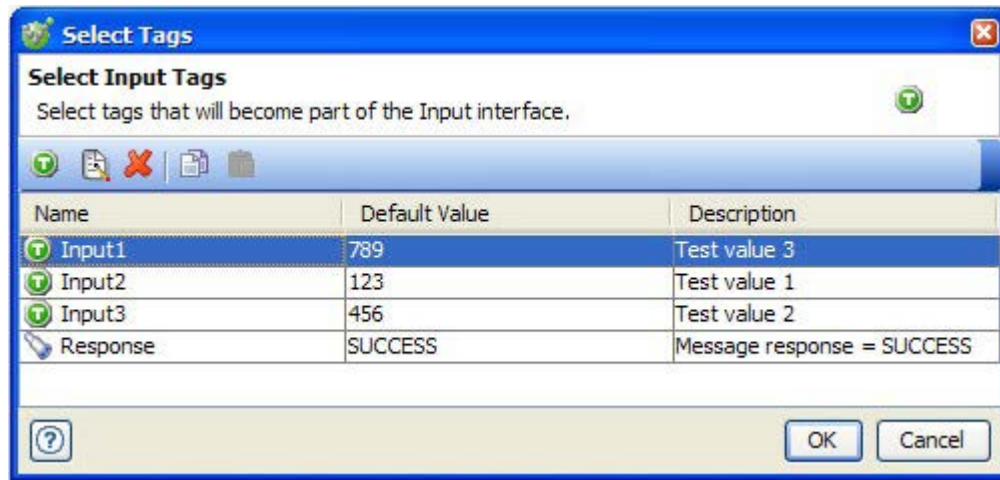 Select Tags
Select Input Tags
Select tags that will become part of the Input interface.
Name Default Value Description
Input1 789 Test value 3
Input2 123 Test value 1
Input3 456 Test value 2
Response SUCCESS Message response = SUCCESS
OK Cancel